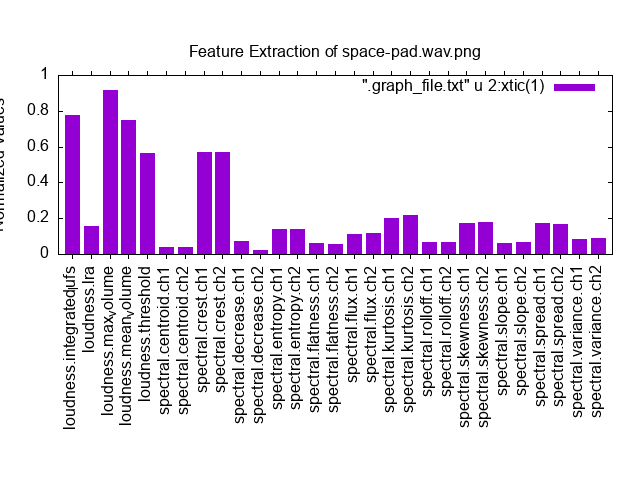 Feature Extraction of space-pad.wav.png
".graph_file.txt" u 2:xtic(1)
Normalized Values
1
0.8
0.6
0.4
0.2
0
loudness.integratedlufs
loudness.lra
loudness.maxvolume
loudness.meanvolume
loudness.threshold
spectral.centroid.ch1
spectral.centroid.ch2
spectral.crest.ch1
spectral.crest.ch2
spectral.decrease.ch1
spectral.decrease.ch2
spectral.entropy.ch1
spectral.entropy.ch2
spectral.flatness.ch1
spectral.flatness.ch2
spectral.flux.ch1
spectral.flux.ch2
spectral.kurtosis.ch1
spectral.kurtosis.ch2
spectral.rolloff.ch1
spectral.rolloff.ch2
spectral.skewness.ch1
spectral.skewness.ch2
spectral.slope.ch1
spectral.slope.ch2
spectral.spread.ch1
spectral.spread.ch2
spectral.variance.ch1
spectral.variance.ch2